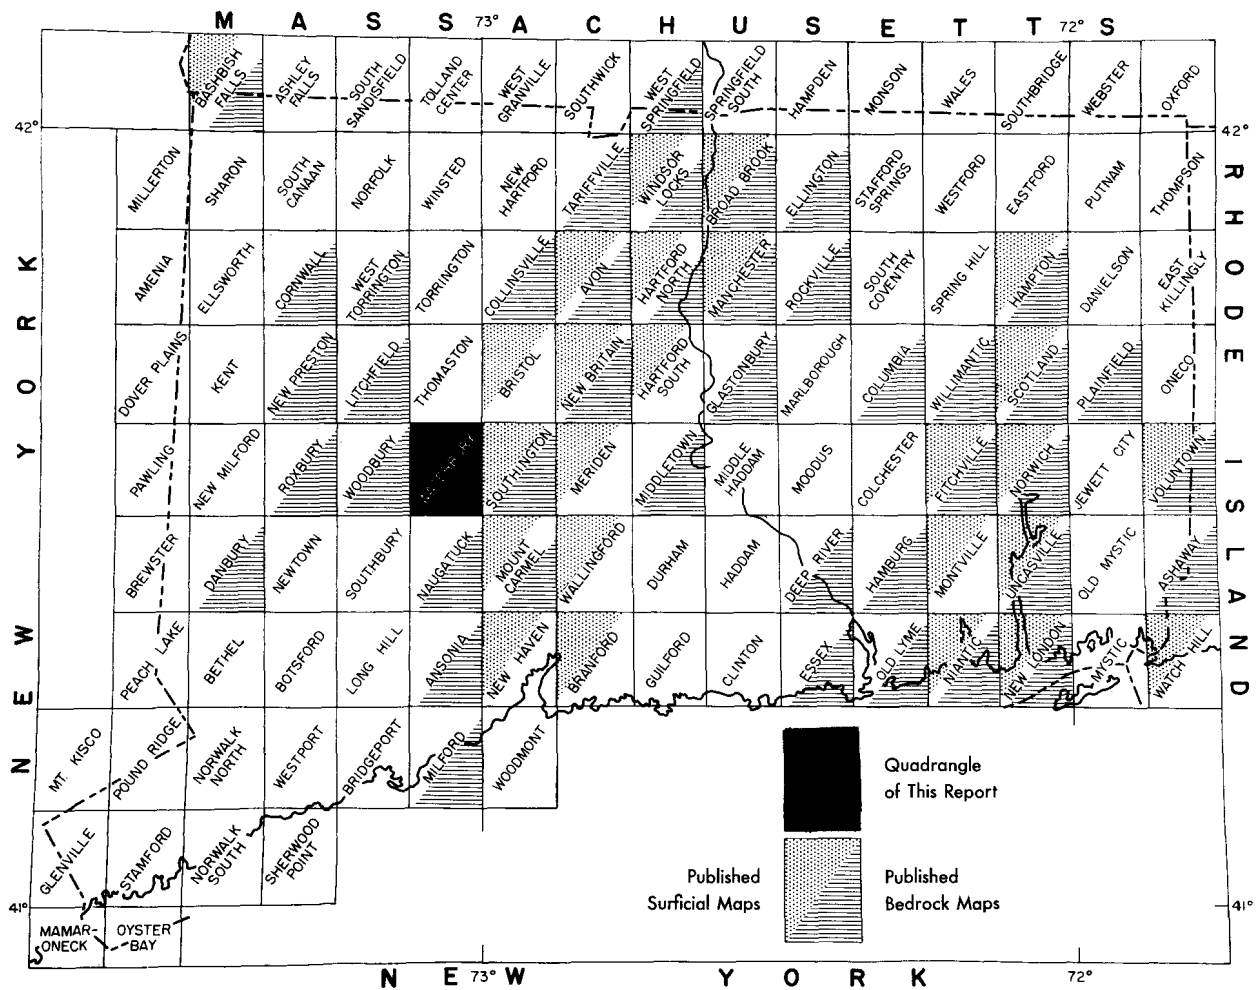 MASSACHUSETTS
73°
72°
BASHBISH FALLS
ASHLEY FALLS
SOUTH SANDISFIELD
TOLLAND CENTER
WEST GRANVILLE
SOUTHWICK
WEST SPRINGFIELD
SPRINGFIELD SOUTH
HAMPDEN
MONSON
WALES
SOUTHBRIDGE
WEBSTER
OXFORD
42°
42°
MILLERTON
SHARON
SOUTH CANAAN
NORFOLK
WINSTED
NEW HARTFORD
TARIFFVILLE
WINDSOR LOCKS
BROAD BROOK
ELLINGTON
STAFFORD SPRINGS
WESTFORD
EASTFORD
PUTNAM
THOMPSON
AMENIA
ELLSWORTH
CORNWALL
WEST TORRINGTON
TORRINGTON
COLLINSVILLE
AVON
HARTFORD NORTH
MANCHESTER
ROCKVILLE
SOUTH COVENTRY
SPRING HILL
HAMPTON
DANIELSON
EAST KILLINGLY
DOVER PLAINS
KENT
NEW PRESTON
LITCHFIELD
THOMASTON
BRISTOL
NEW BRITAIN
HARTFORD SOUTH
GLASTONBURY
MARLBOROUGH
COLUMBIA
WILLIMANTIC
SCOTLAND
PLAINFIELD
ONECO
PAWLING
NEW MILFORD
ROXBURY
WOODBURY
WATERBURY
SOUTHINGTON
MERIDEN
MIDDLETOWN
MIDDLE HADDAM
MOODUS
COLCHESTER
FITCHVILLE
NORWICH
JEWETT CITY
VOLUNTOWN
BREWSTER
DANBURY
NEWTOWN
SOUTHBURY
NAUGATUCK
MOUNT CARMEL
WALLINGFORD
DURHAM
HADDAM
DEEP RIVER
HAMBURG
MONTVILLE
UNCASVILLE
OLD MYSTIC
ASHAWAY
PEACH LAKE
BETHEL
BOTSFORD
LONG HILL
ANSONIA
NEW HAVEN
BRANFORD
GUILFORD
CLINTON
ESSEX
OLD LYME
NIANTIC
NEW LONDON
MYSTIC
WATCH HILL
MT. KISCO
POUND RIDGE
NORWALK NORTH
WESTPORT
BRIDGEPORT
MILFORD
WOODMONT
GLENVILLE
STAMFORD
NORWALK SOUTH
SHERWOOD POINT
41°
41°
MAMARONECK
OYSTER BAY
NEW YORK
RHODE ISLAND
Quadrangle
of This Report
Published
Surficial Maps
Published
Bedrock Maps
NEW YORK
73°
72°